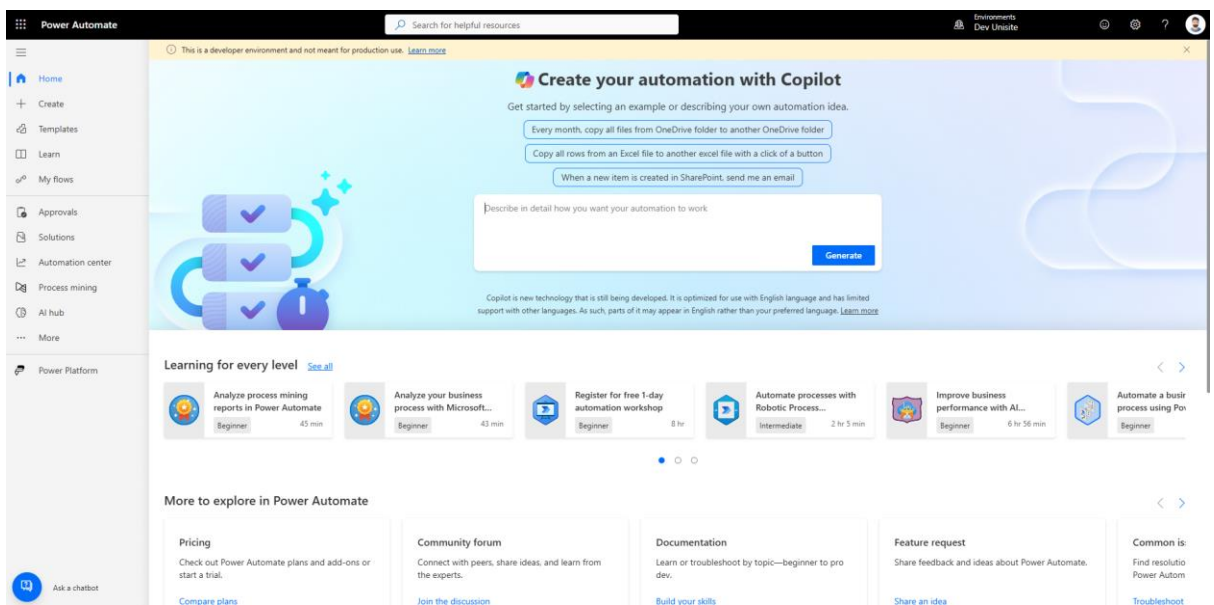 Power Automate
Search for helpful resources
Environments
Dev Unisite
This is a developer environment and not meant for production use. Learn more
Home
Create
Templates
Learn
My flows
Approvals
Solutions
Automation center
Process mining
AI hub
More
Power Platform
Ask a chatbot
Create your automation with Copilot
Get started by selecting an example or describing your own automation idea.
Every month, copy all files from OneDrive folder to another OneDrive folder
Copy all rows from an Excel file to another excel file with a click of a button
When a new item is created in SharePoint, send me an email
Describe in detail how you want your automation to work
Generate
Copilot is new technology that is still being developed. It is optimized for use with English language and has limited
support with other languages. As such, parts of it may appear in English rather than your preferred language. Learn more
Learning for every level See all
Analyze process mining
reports in Power Automate
Beginner 45 min
Analyze your business
process with Microsoft...
Beginner 43 min
Register for free 1-day
automation workshop
Beginner 8 hr
Automate processes with
Robotic Process...
Intermediate 2 hr 5 min
Improve business
performance with AI...
Beginner 6 hr 56 min
Automate a busir
process using Pov
Beginner
More to explore in Power Automate
Pricing
Check out Power Automate plans and add-ons or
start a trial.
Compare plans
Community forum
Connect with peers, share ideas, and learn from
the experts.
Join the discussion
Documentation
Learn or troubleshoot by topic—beginner to pro
dev.
Build your skills
Feature request
Share feedback and ideas about Power Automate.
Share an idea
Common is
Find resolutio
Power Autom
Troubleshoot